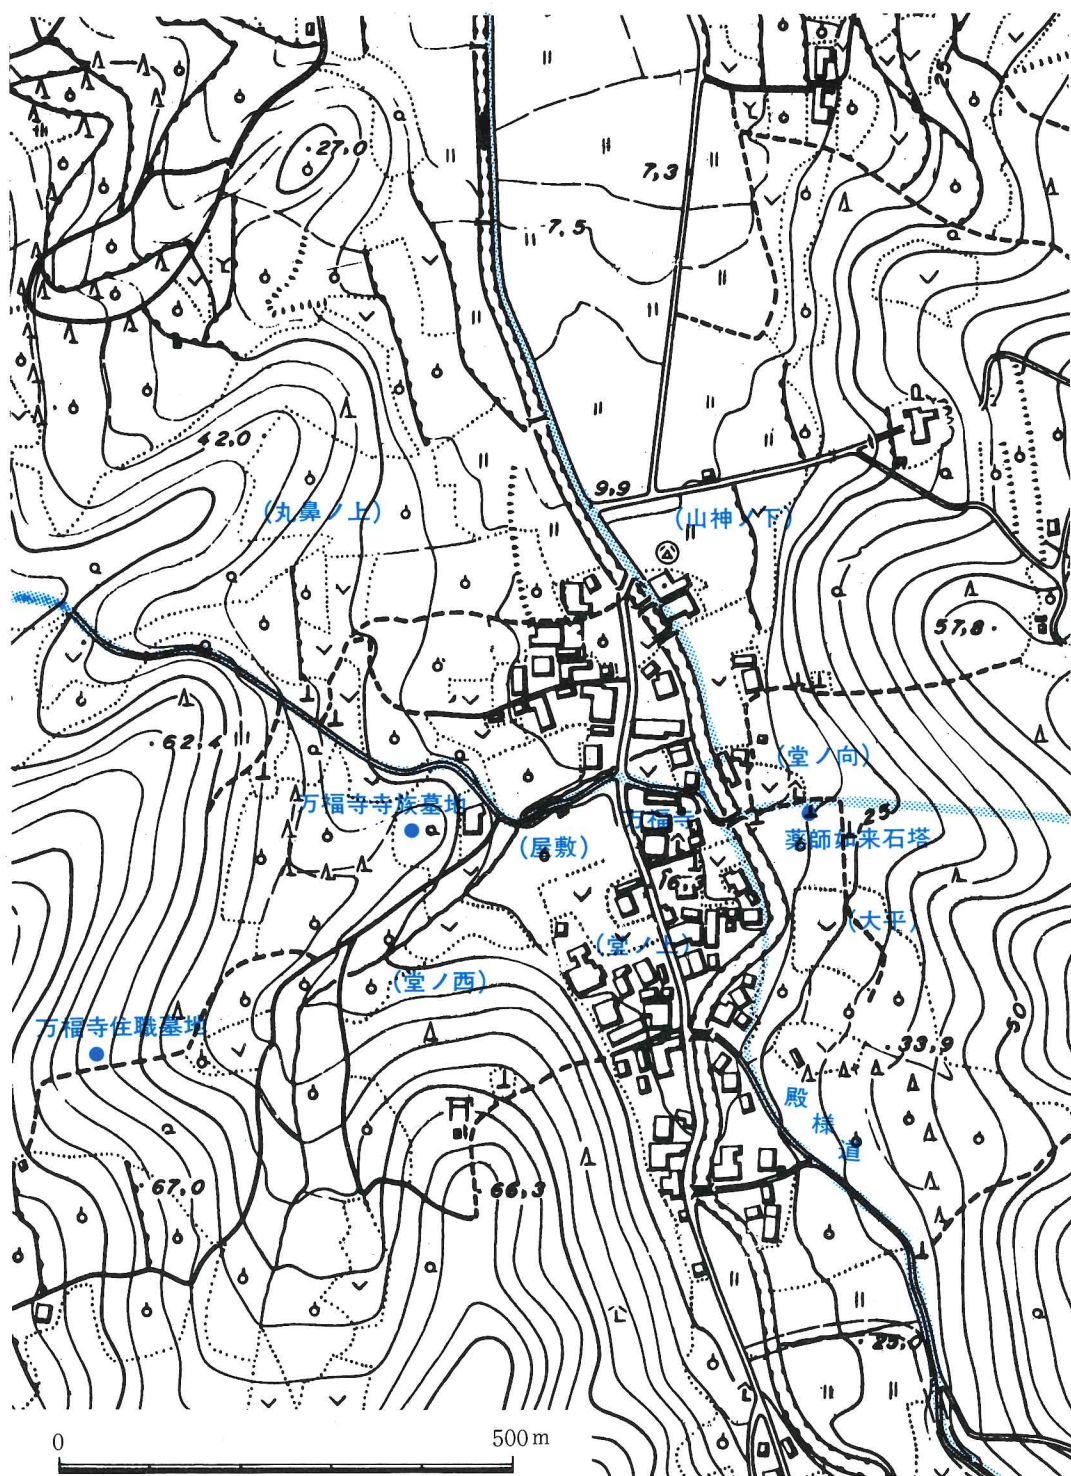 27.0
7,3
7,5
25
42.0
(丸鼻ノ上)
9,9
(山神ノ下)
57,8
62.4
(堂ノ向)
万福寺寺族墓地
万福寺
25
(屋敷)
薬師如来石塔
(大平)
(堂ノ上)
(堂ノ西)
万福寺住職墓地
50
33,9
殿様道
67,0
66,3
25,0
0
500m